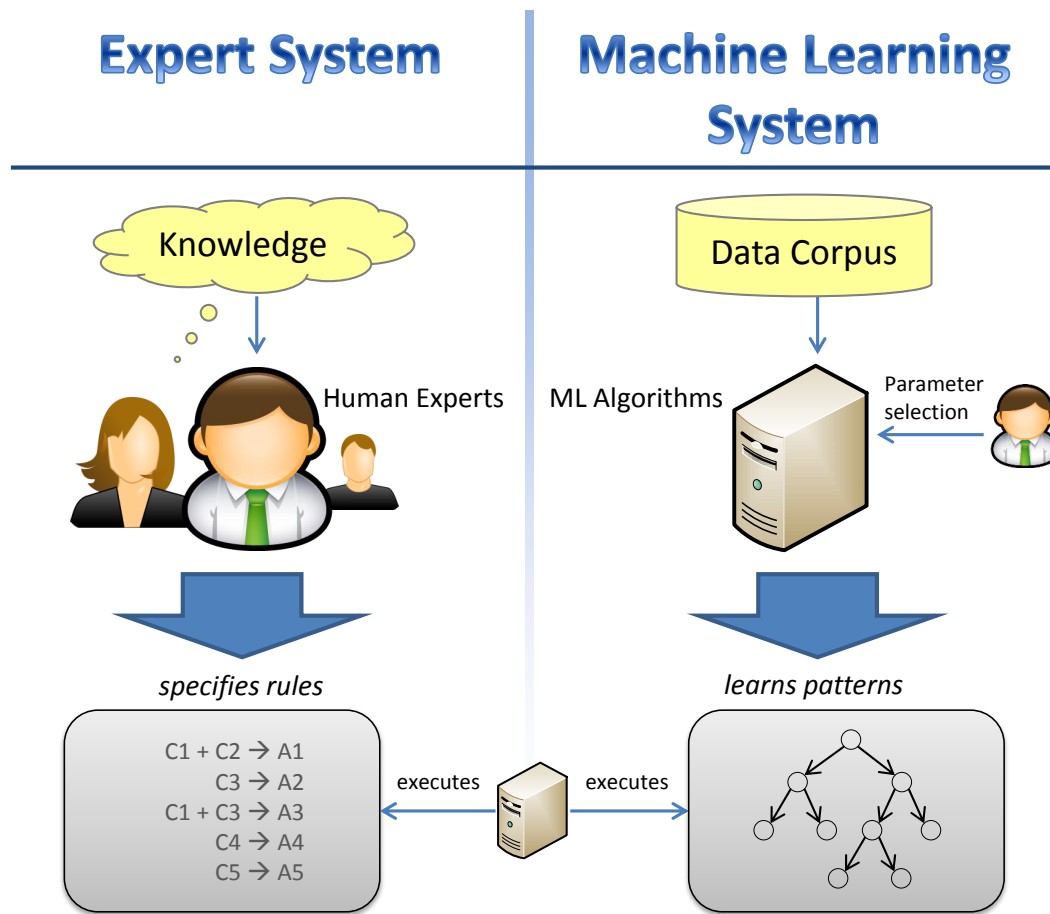 Expert System
Machine Learning
System
Knowledge
Human Experts
specifies rules
C1 + C2 → A1
C3 → A2
C1 + C3 → A3
C4 → A4
C5 → A5
executes
executes
Data Corpus
ML Algorithms
Parameter
selection
learns patterns